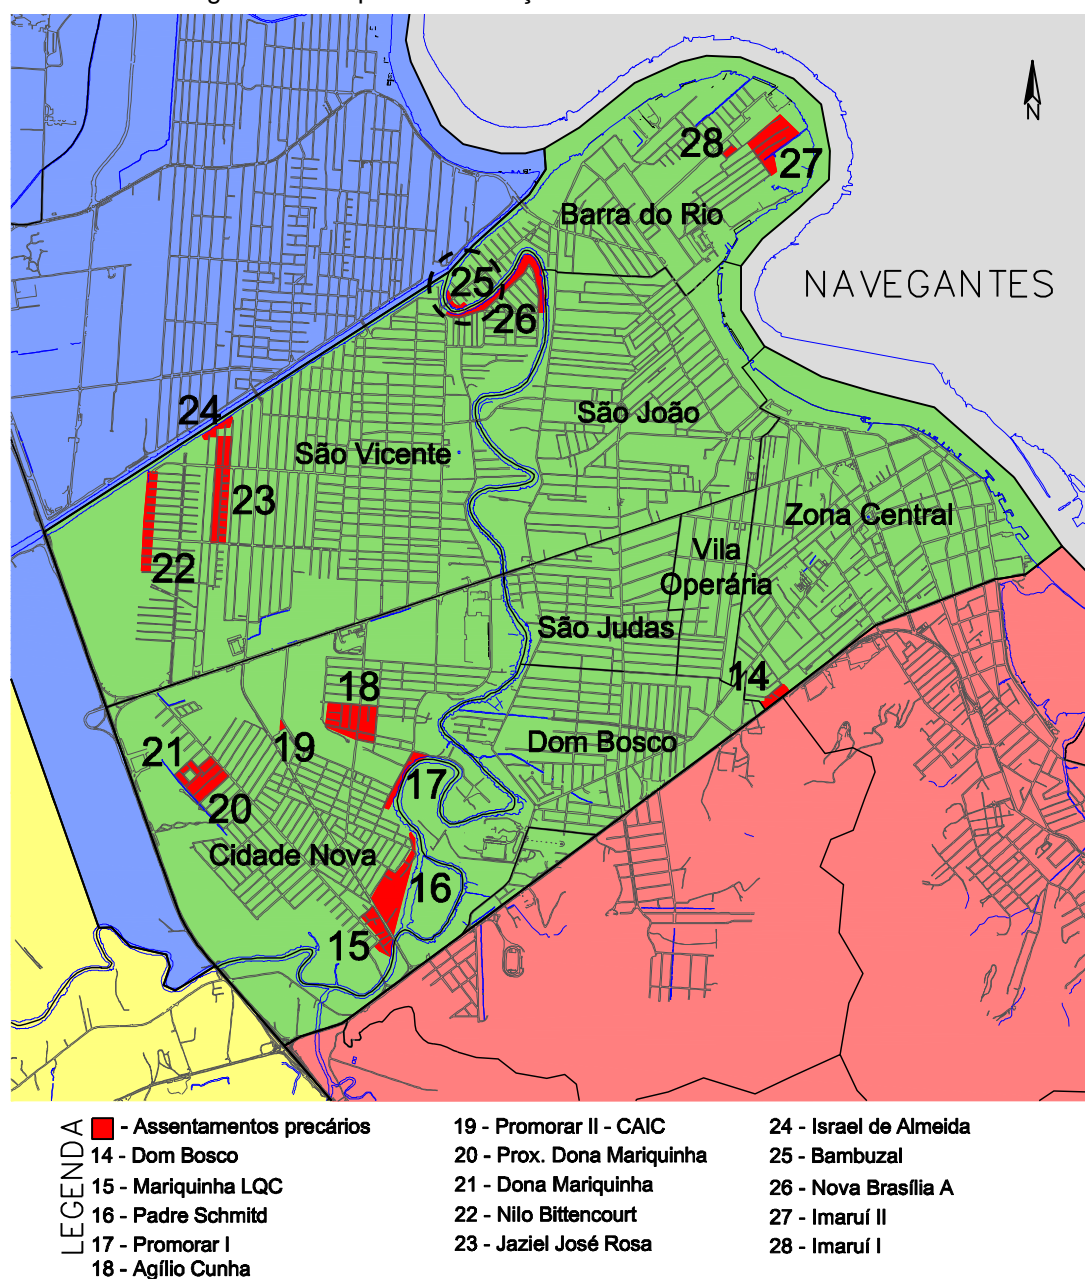 N
28
27
Barra do Rio
25
NAVEGANTES
26
24
São João
São Vicente
23
Zona Central
Vila
Operária
22
São Judas
14
18
19
Dom Bosco
21
17
20
Cidade Nova
16
15
LEGENDA
- Assentamentos precários
14 - Dom Bosco
15 - Mariquinha LQC
16 - Padre Schmitd
17 - Promorar I
18 - Agílio Cunha
19 - Promorar II - CAIC
20 - Prox. Dona Mariquinha
21 - Dona Mariquinha
22 - Nilo Bittencourt
23 - Jaziel José Rosa
24 - Israel de Almeida
25 - Bambuzal
26 - Nova Brasília A
27 - Imaruí II
28 - Imaruí I